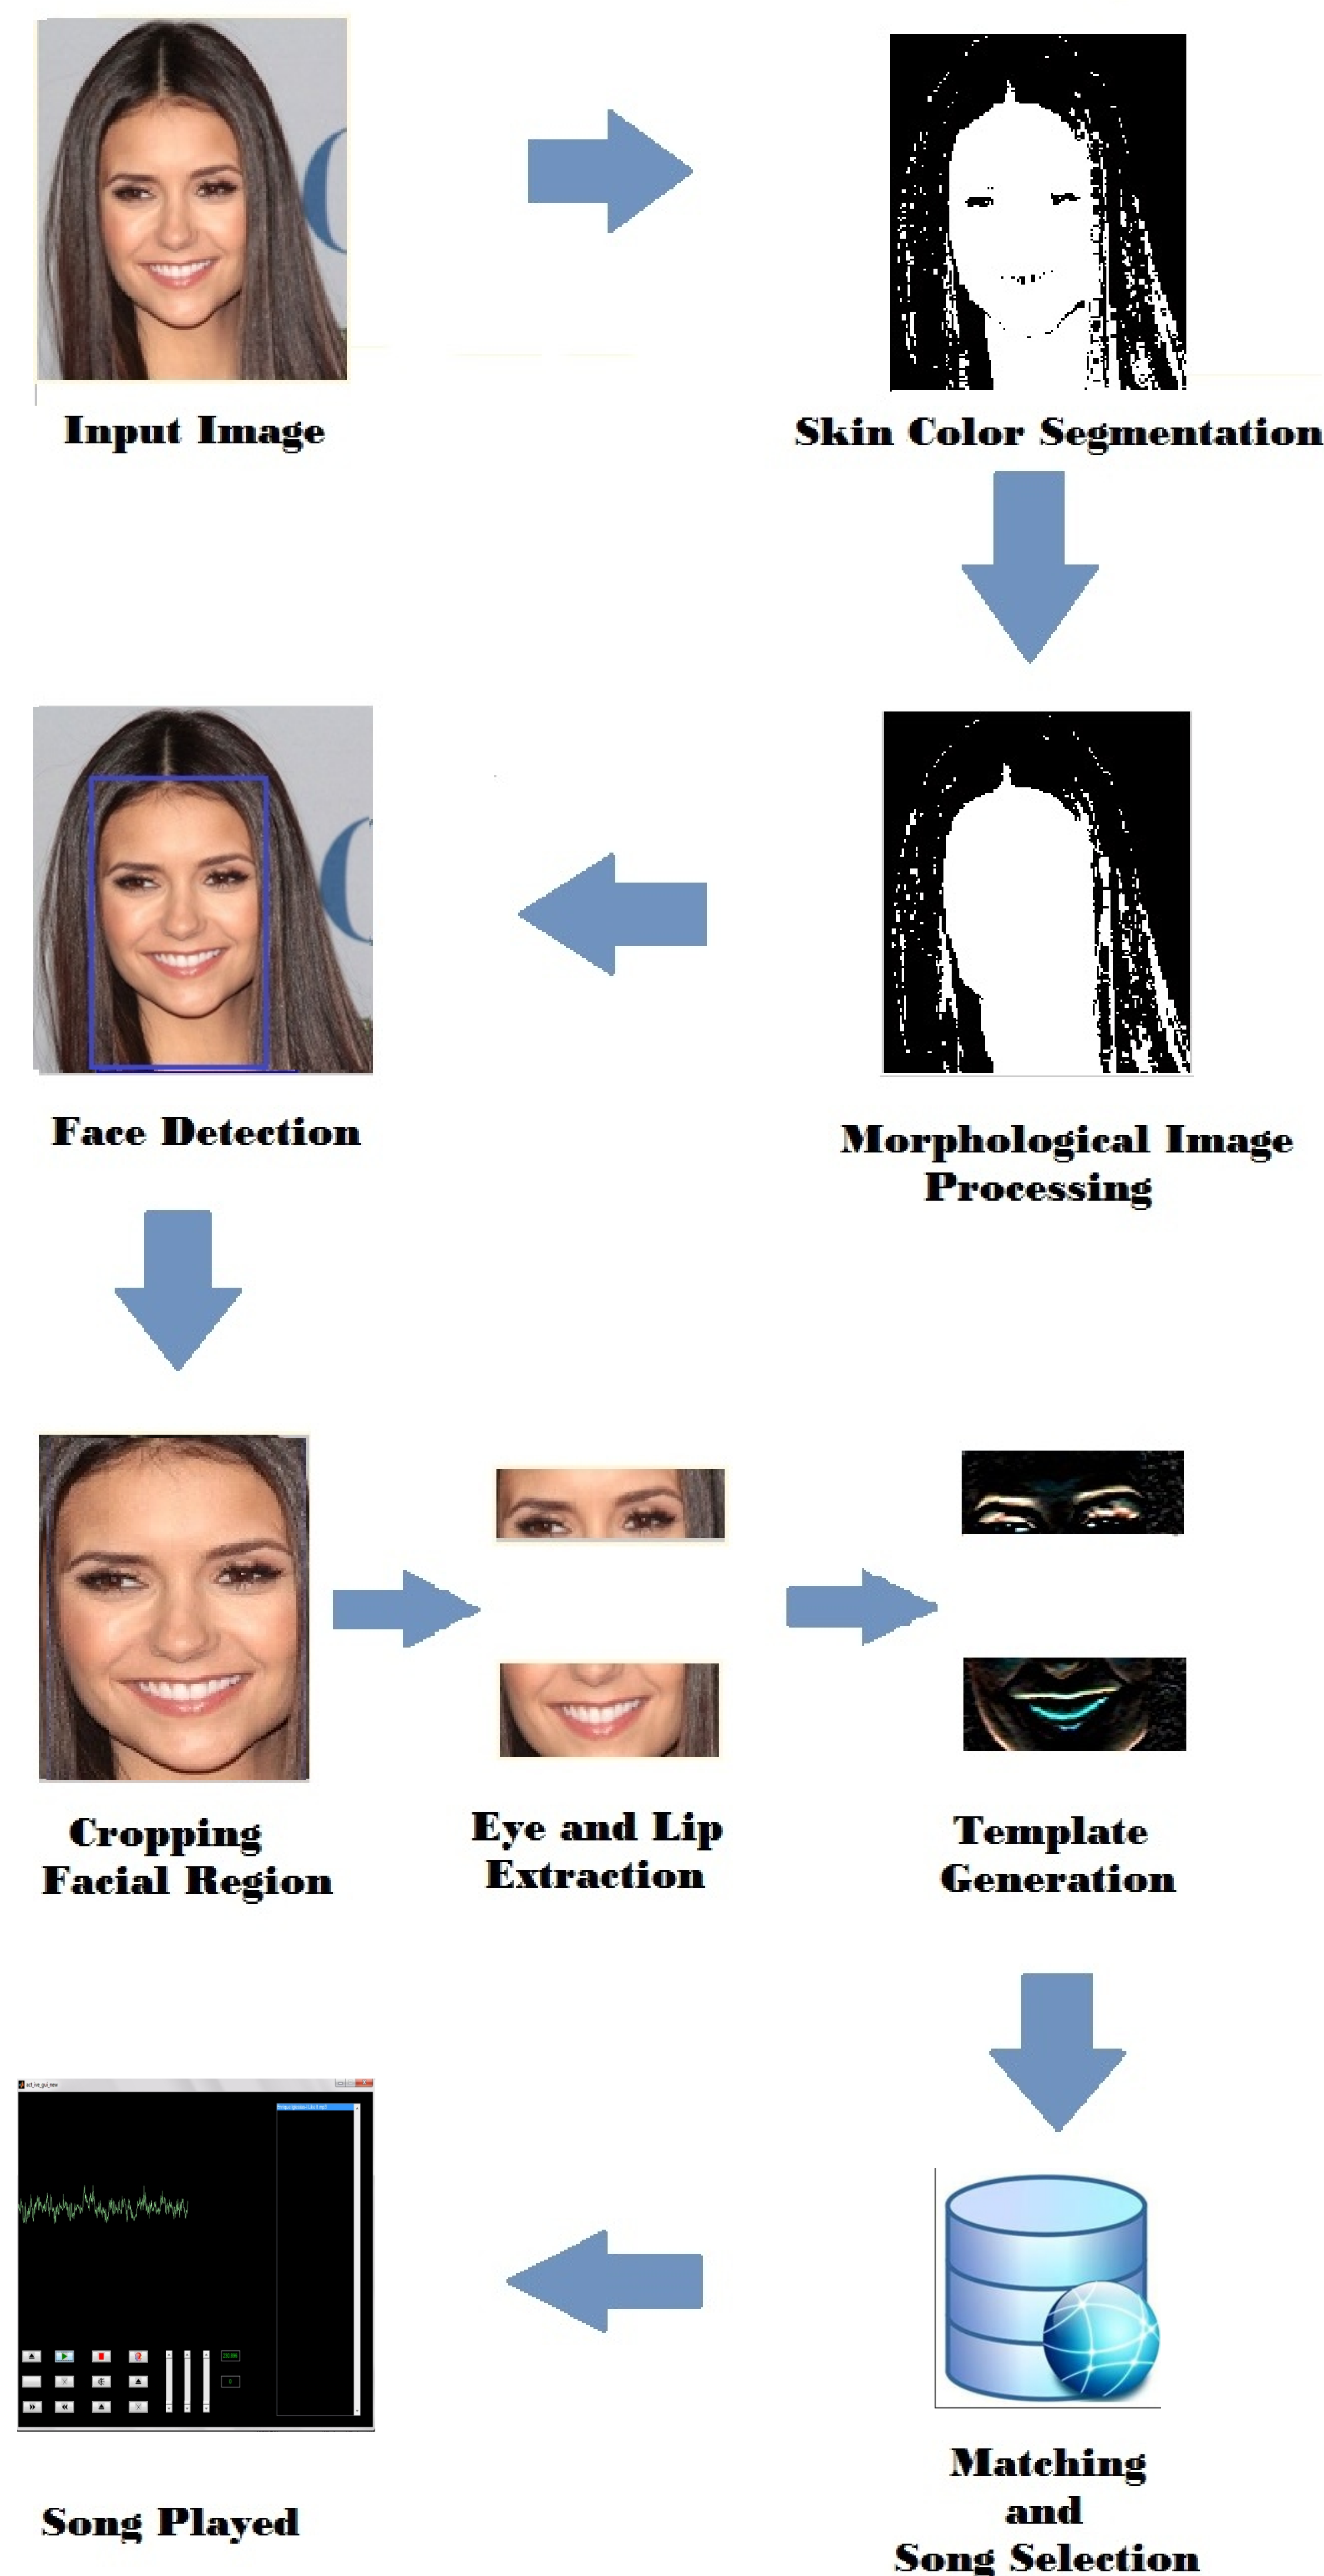 Input Image
Skin Color Segmentation
Face Detection
Morphological Image
Processing
Cropping
Facial Region
Eye and Lip
Extraction
Template
Generation
Song Played
Matching
and
Song Selection